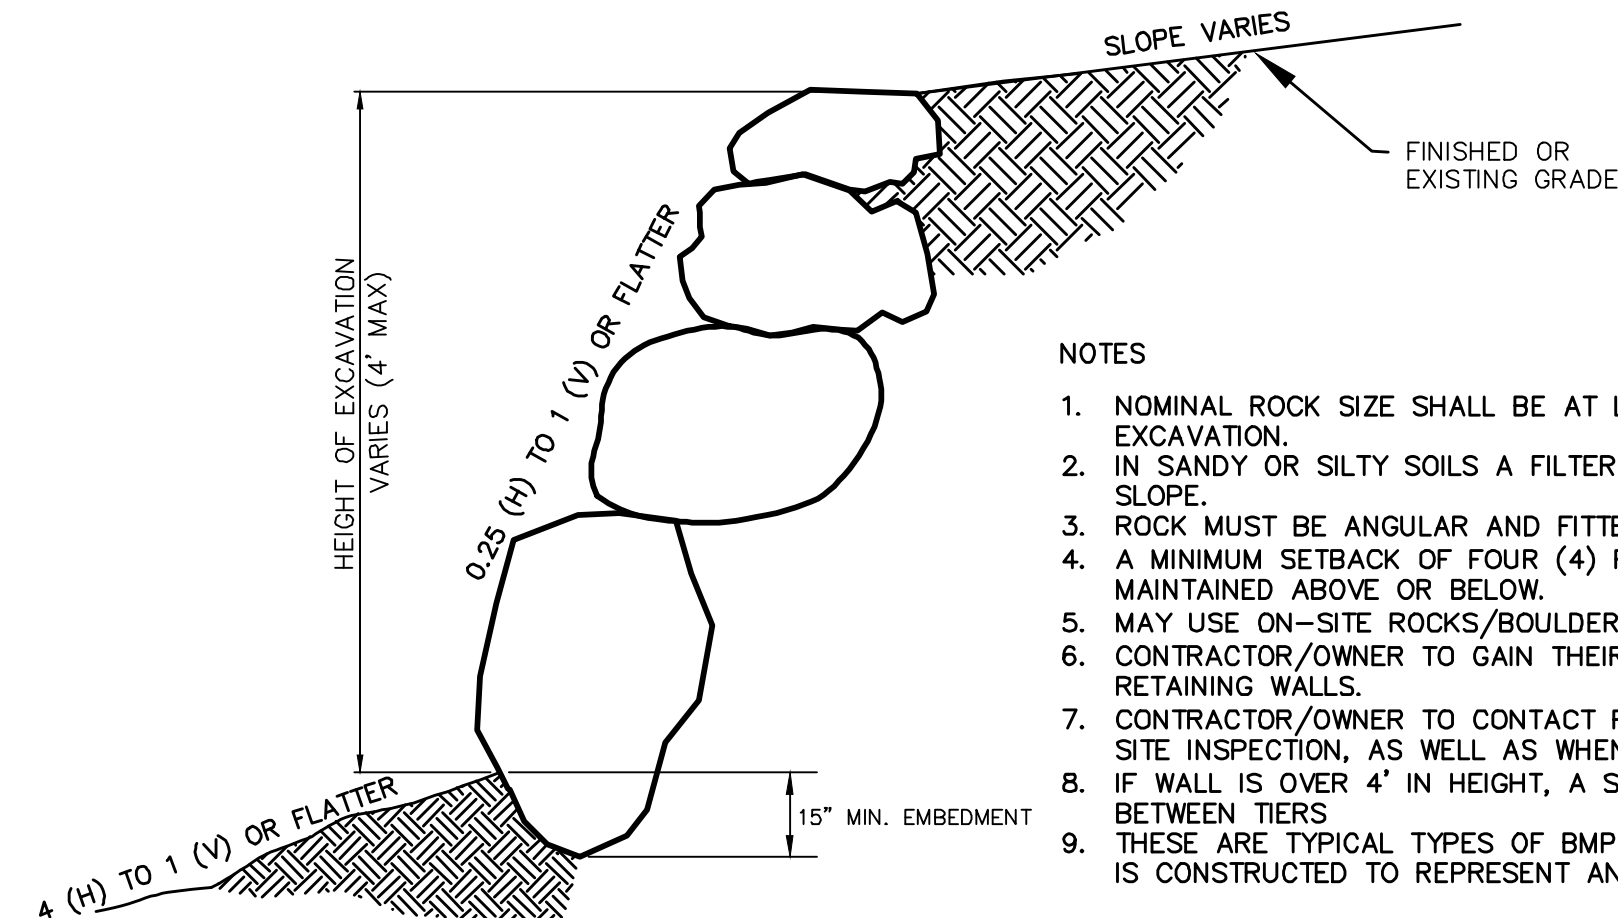 SLOPE VARIES
FINISHED OR
EXISTING GRADE
HEIGHT OF EXCAVATION
VARIES (4' MAX)
0.25 (H) TO 1 (V) OR FLATTER
4 (H) TO 1 (V) OR FLATTER
15" MIN. EMBEDMENT
NOTES
1. NOMINAL ROCK SIZE SHALL BE AT
EXCAVATION.
2. IN SANDY OR SILTY SOILS A FILTER
SLOPE.
3. ROCK MUST BE ANGULAR AND
4. A MINIMUM SETBACK OF FOUR (4)
MAINTAINED ABOVE OR BELOW.
5. MAY USE ON-SITE
6. CONTRACTOR/OWNER TO GAIN THEIR
RETAINING WALLS.
7. CONTRACTOR/OWNER TO CONTACT
SITE INSPECTION, AS WELL AS WHEN
8. IF WALL IS OVER 4' IN HEIGHT, A
BETWEEN TIERS
9. THESE ARE TYPICAL TYPES OF BMP
IS CONSTRUCTED TO REPRESENT AN